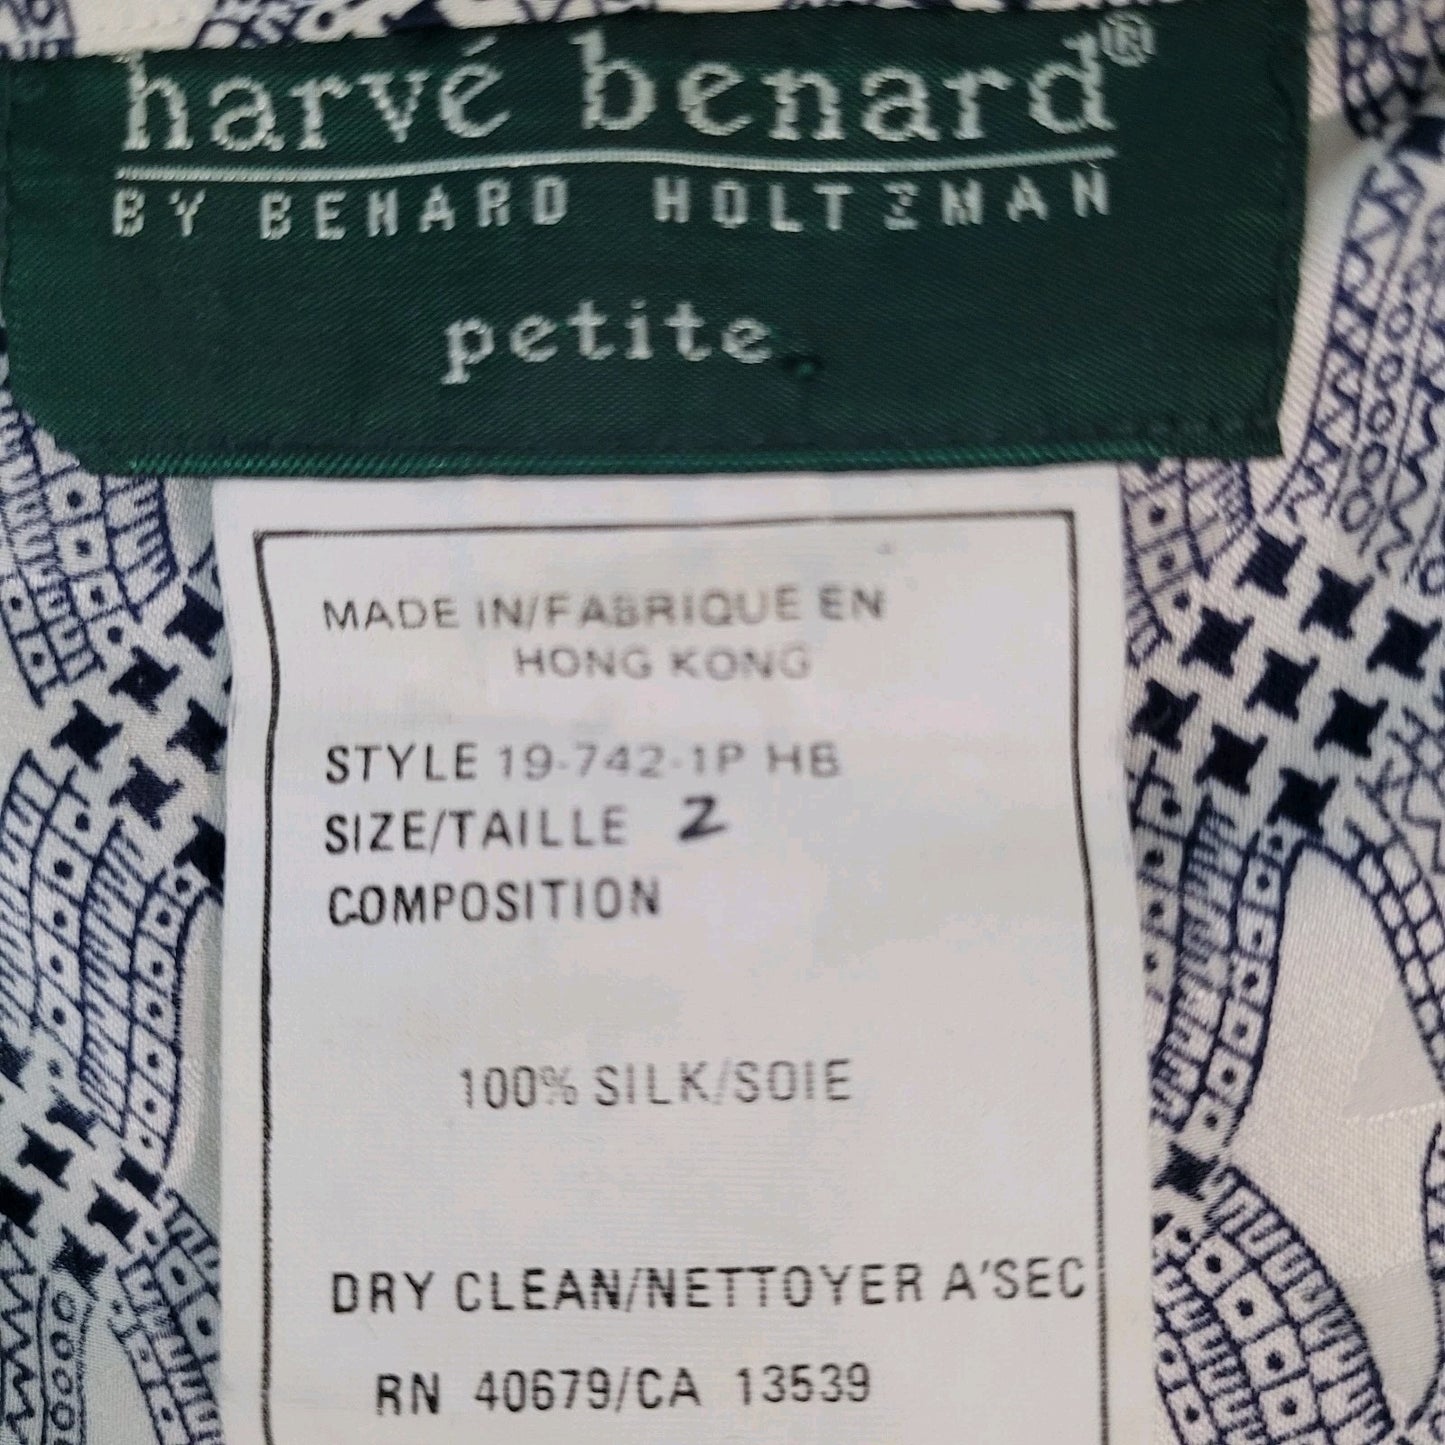 harvé benard®
BY BENARD HOLTZMAN
petite
MADE IN/FABRIQUE EN
HONG KONG
STYLE 19-742-1P HB
SIZE/TAILLE 2
COMPOSITION
100% SILK/SOIE
DRY CLEAN/NETTOYER A'SEC
RN 40679/CA 13539